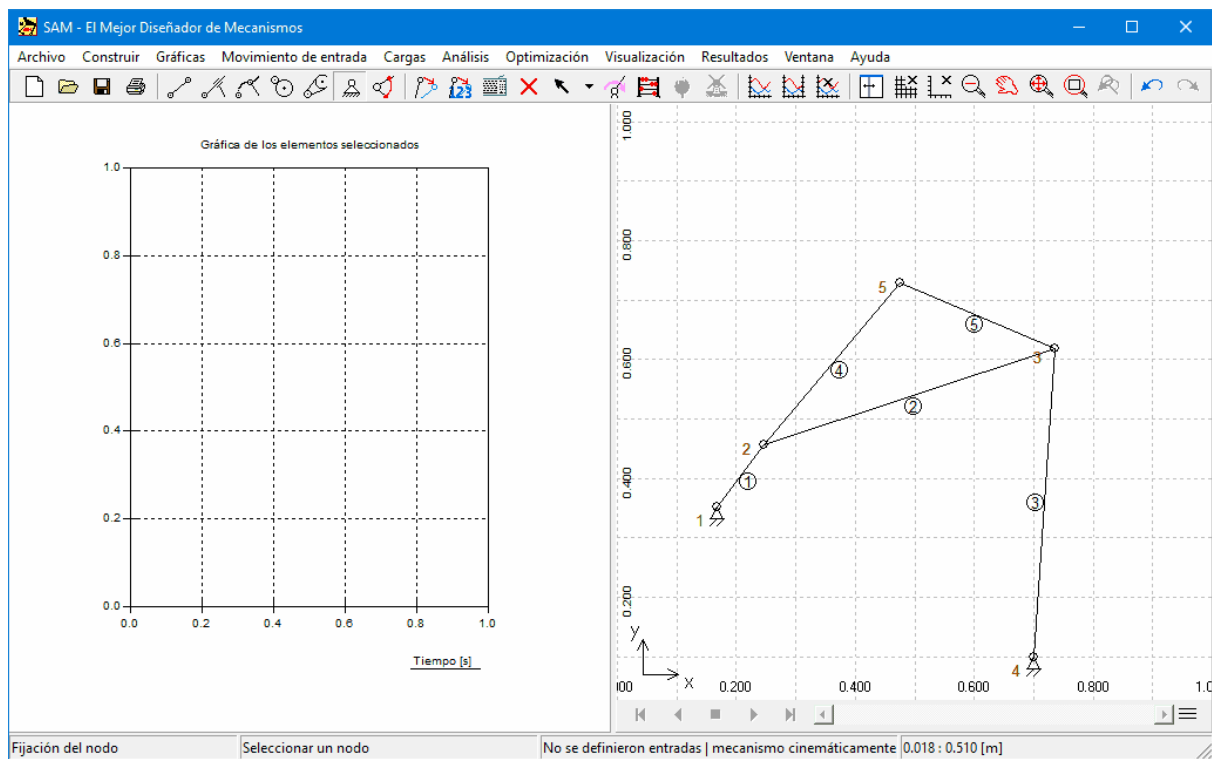 SAM - El Mejor Diseñador de Mecanismos
Archivo Construir Gráficas Movimiento de entrada Cargas Análisis Optimización Visualización Resultados Ventana Ayuda
123
Gráfica de los elementos seleccionados
1.0
0.8
0.6
0.4
0.2
0.0
0.0 0.2 0.4 0.6 0.8 1.0
Tiempo [s]
1.000
0.800
0.600
0.400
0.200
5
5
3
4
2
2
1
1
3
4
y
x
00 0.200 0.400 0.600 0.800 1.0
Fijación del nodo
Seleccionar un nodo
No se definieron entradas | mecanismo cinemáticamente
0.018 : 0.510 [m]